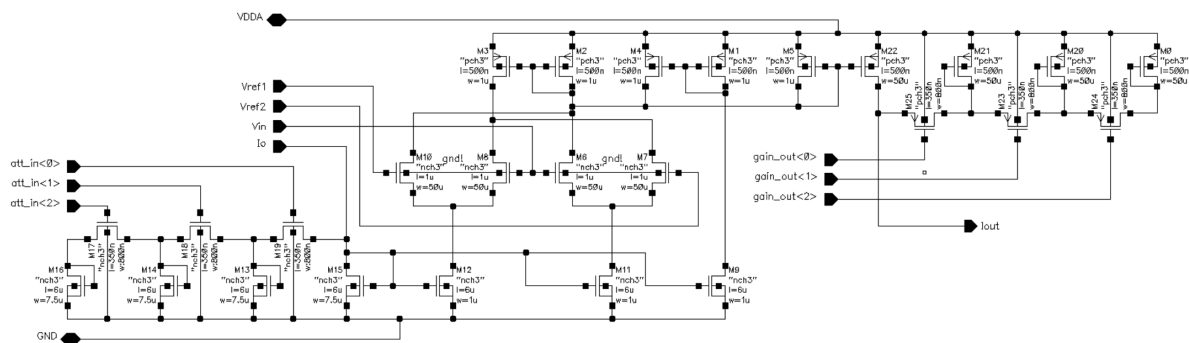 VDDA
M3
"pch3"
l=500n
w=1u
M2
"pch3"
l=500n
w=1u
M4
"pch3"
l=500n
w=1u
M1
"pch3"
l=500n
w=1u
M5
"pch3"
l=500n
w=1u
M22
"pch3"
l=500n
w=50u
M21
"pch3"
l=500n
w=50u
M20
"pch3"
l=500n
w=50u
M0
"pch3"
l=500n
w=50u
M25
"pch3"
l=350n
w=800n
M23
"pch3"
l=350n
w=800n
M24
"pch3"
l=350n
w=800n
Vref1
Vref2
Vin
Io
att_in<0>
att_in<1>
att_in<2>
M10
"nch3"
l=1u
w=50u
gnd!
M8
"nch3"
l=1u
w=50u
M6
"nch3"
l=1u
w=50u
gnd!
M7
"nch3"
l=1u
w=50u
gain_out<0>
gain_out<1>
gain_out<2>
Iout
M17
"nch3"
l=350n
w:800n
M18
"nch3"
l=350n
w:800n
M19
"nch3"
l=350n
w:800n
M16
"nch3"
l=6u
w=7.5u
M14
"nch3"
l=6u
w=7.5u
M13
"nch3"
l=6u
w=7.5u
M15
"nch3"
l=6u
w=7.5u
M12
"nch3"
l=6u
w=1u
M11
"nch3"
l=6u
w=1u
M9
"nch3"
l=6u
w=1u
GND